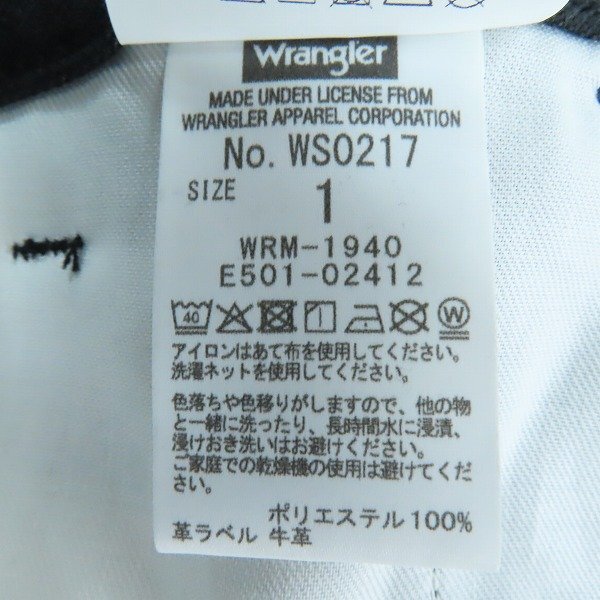 Wrangler
MADE UNDER LICENSE FROM
WRANGLER APPAREL CORPORATION
No. WS0217
SIZE 1
WRM-1940
E501-02412
40 W
アイロンはあて布を使用してください。
洗濯ネットを使用してください。
色落ちや色移りがしますので、他の物
と一緒に洗ったり、長時間水に浸漬、
浸けおき洗いはお避けください。
ご家庭での乾燥機の使用は避けてくだ
さい。
ポリエステル100%
革ラベル 牛革